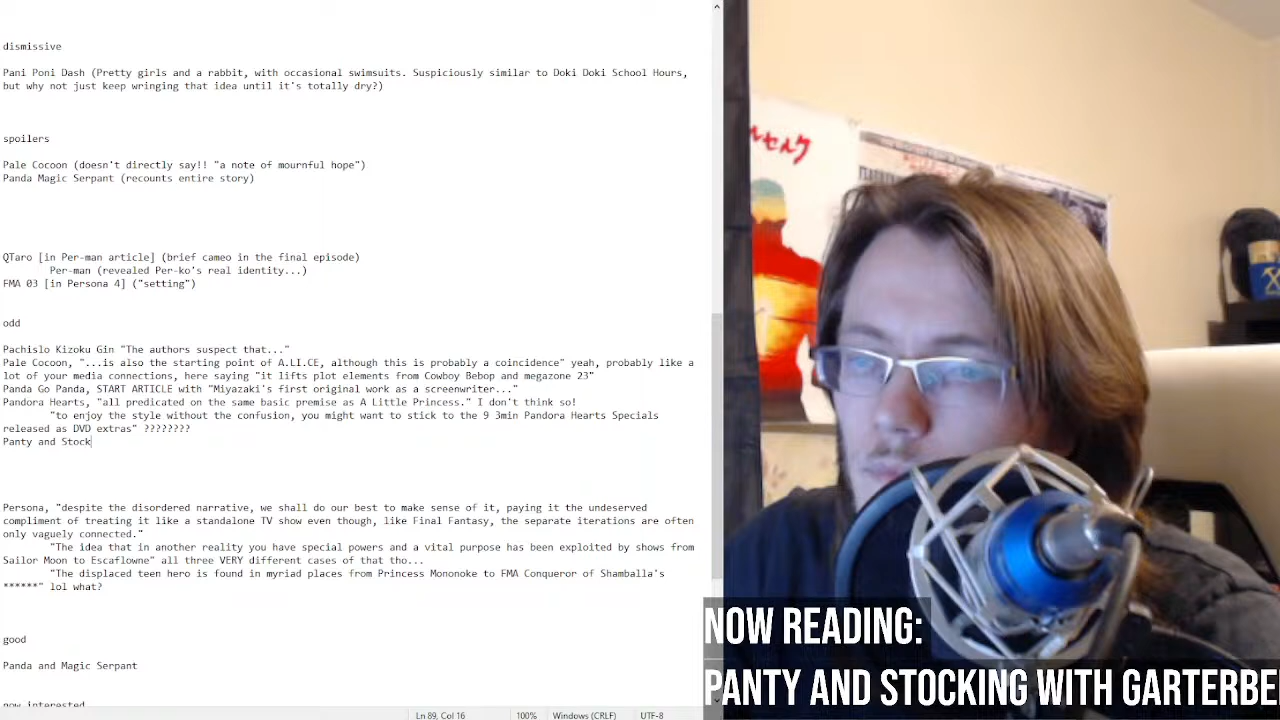 dismissive
Pani Poni Dash (Pretty girls and a rabbit, with occasional swimsuits. Suspiciously similar to Doki Doki School Hours,
but why not just keep wringing that idea until it's totally dry?)
spoilers
Pale Cocoon (doesn't directly say!! "a note of mournful hope")
Panda Magic Serpant (recounts entire story)
QTaro [in Per-man article] (brief cameo in the final episode)
Per-man (revealed Per-ko's real identity...)
FMA 03 [in Persona 4] ("setting")
odd
Pachislo Kizoku Gin "The authors suspect that..."
Pale Cocoon, "...is also the starting point of A.LI.CE, although this is probably a coincidence" yeah, probably like a
lot of your media connections, here saying "it lifts plot elements from Cowboy Bebop and megazone 23"
Panda Go Panda, START ARTICLE with "Miyazaki's first original work as a screenwriter..."
Pandora Hearts, "all predicated on the same basic premise as A Little Princess." I don't think so!
"to enjoy the style without the confusion, you might want to stick to the 9 3min Pandora Hearts Specials
released as DVD extras" ????????
Panty and Stock
Persona, "despite the disordered narrative, we shall do our best to make sense of it, paying it the undeserved
compliment of treating it like a standalone TV show even though, like Final Fantasy, the separate iterations are often
only vaguely connected."
"The idea that in another reality you have special powers and a vital purpose has been exploited by shows from
Sailor Moon to Escaflowne" all three VERY different cases of that tho...
"The displaced teen hero is found in myriad places from Princess Mononoke to FMA Conqueror of Shamballa's
******" lol what?
good
Panda and Magic Serpant
now interested
Ln 89, Col 16
100%
Windows (CRLF)
UTF-8
ルセルク
NOW READING:
PANTY AND STOCKING WITH GARTERBE